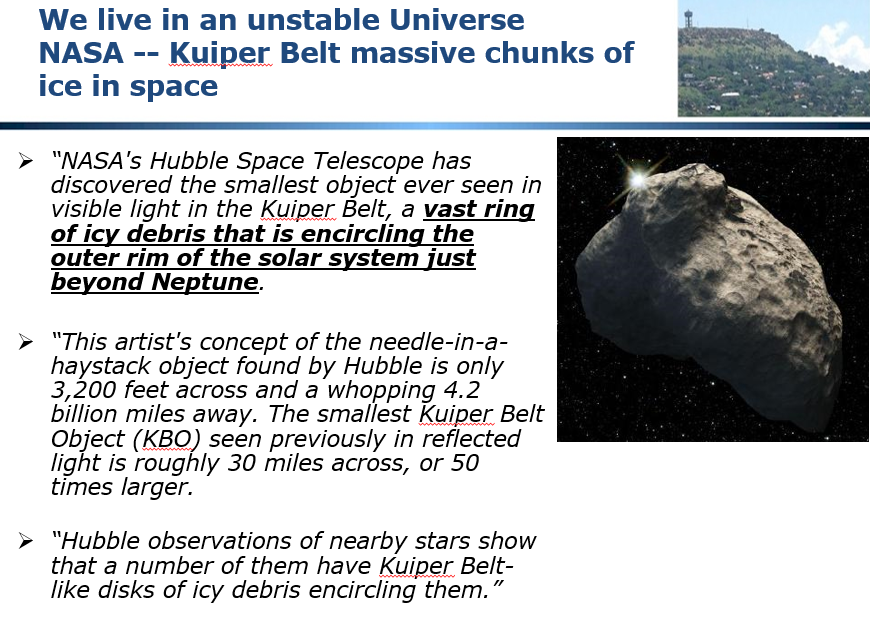 We live in an unstable Universe
NASA -- Kuiper Belt massive chunks of
ice in space
➢ “NASA's Hubble Space Telescope has
discovered the smallest object ever seen in
visible light in the Kuiper Belt, a vast ring
of icy debris that is encircling the
outer rim of the solar system just
beyond Neptune.
➢ “This artist's concept of the needle-in-a-
haystack object found by Hubble is only
3,200 feet across and a whopping 4.2
billion miles away. The smallest Kuiper Belt
Object (KBO) seen previously in reflected
light is roughly 30 miles across, or 50
times larger.
➢ “Hubble observations of nearby stars show
that a number of them have Kuiper Belt-
like disks of icy debris encircling them.”